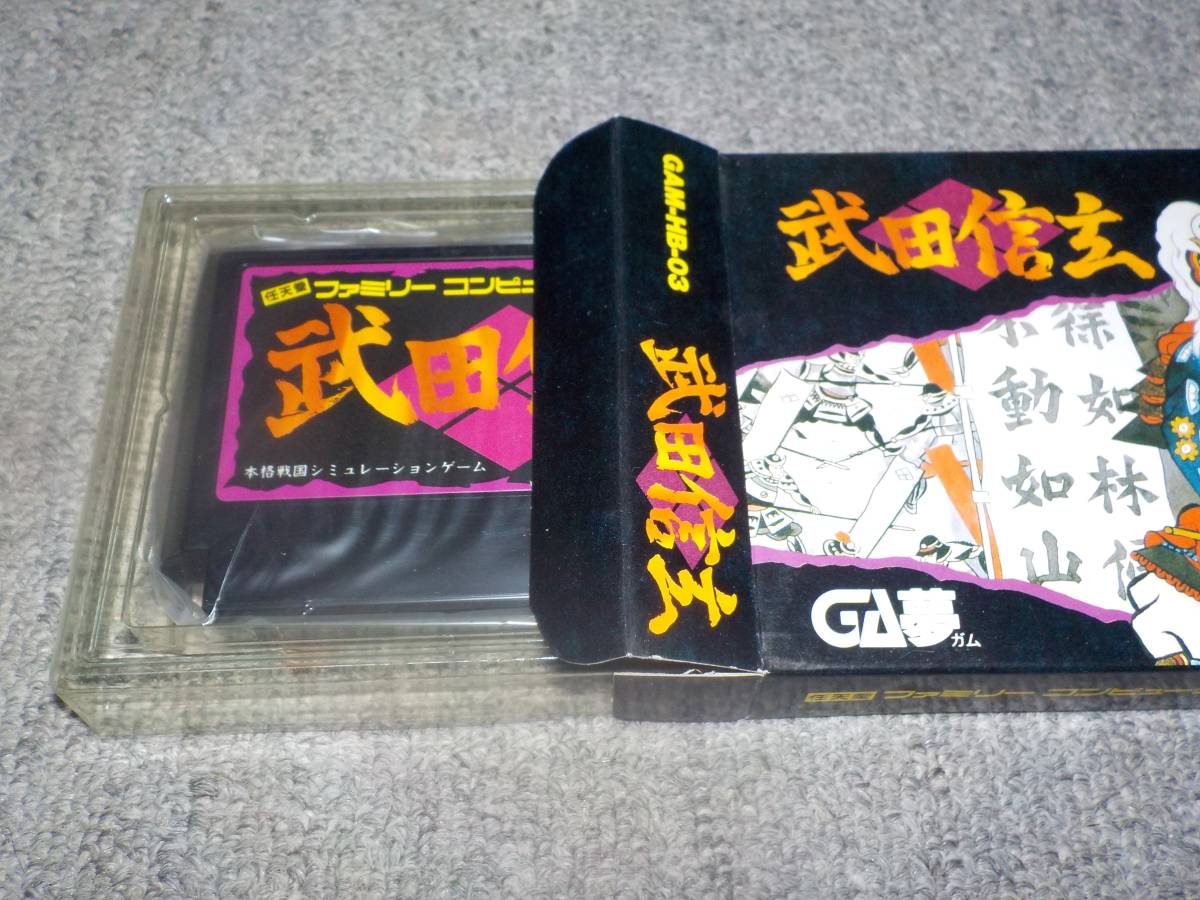 任天堂 ファミリー コンピュ
武田信
本格戦国シミュレーションゲーム
GAM-HB-03
武田信玄
武田信玄
徐如林
不動如山
GA夢
ガム
任天堂 ファミリー コンピュー